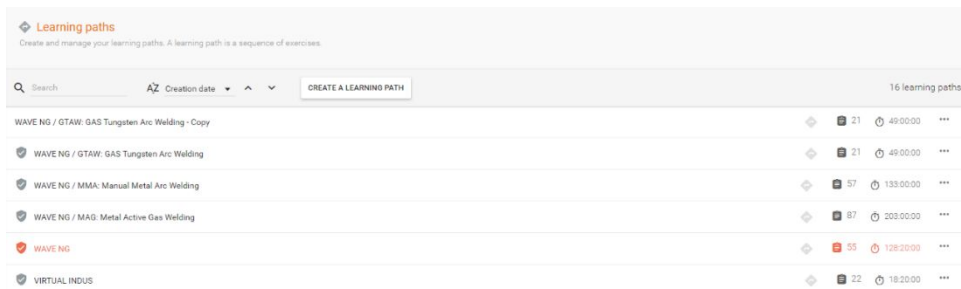 Learning paths
Create and manage your learning paths. A learning path is a sequence of exercises.
Search AZ Creation date CREATE A LEARNING PATH 16 learning paths
WAVE NG / GTAW: GAS Tungsten Arc Welding - Copy 21 49:00:00
WAVE NG / GTAW: GAS Tungsten Arc Welding 21 49:00:00
WAVE NG / MMA: Manual Metal Arc Welding 57 133:00:00
WAVE NG / MAG: Metal Active Gas Welding 87 203:00:00
WAVE NG 55 128:20:00
VIRTUAL INDUS 22 18:20:00